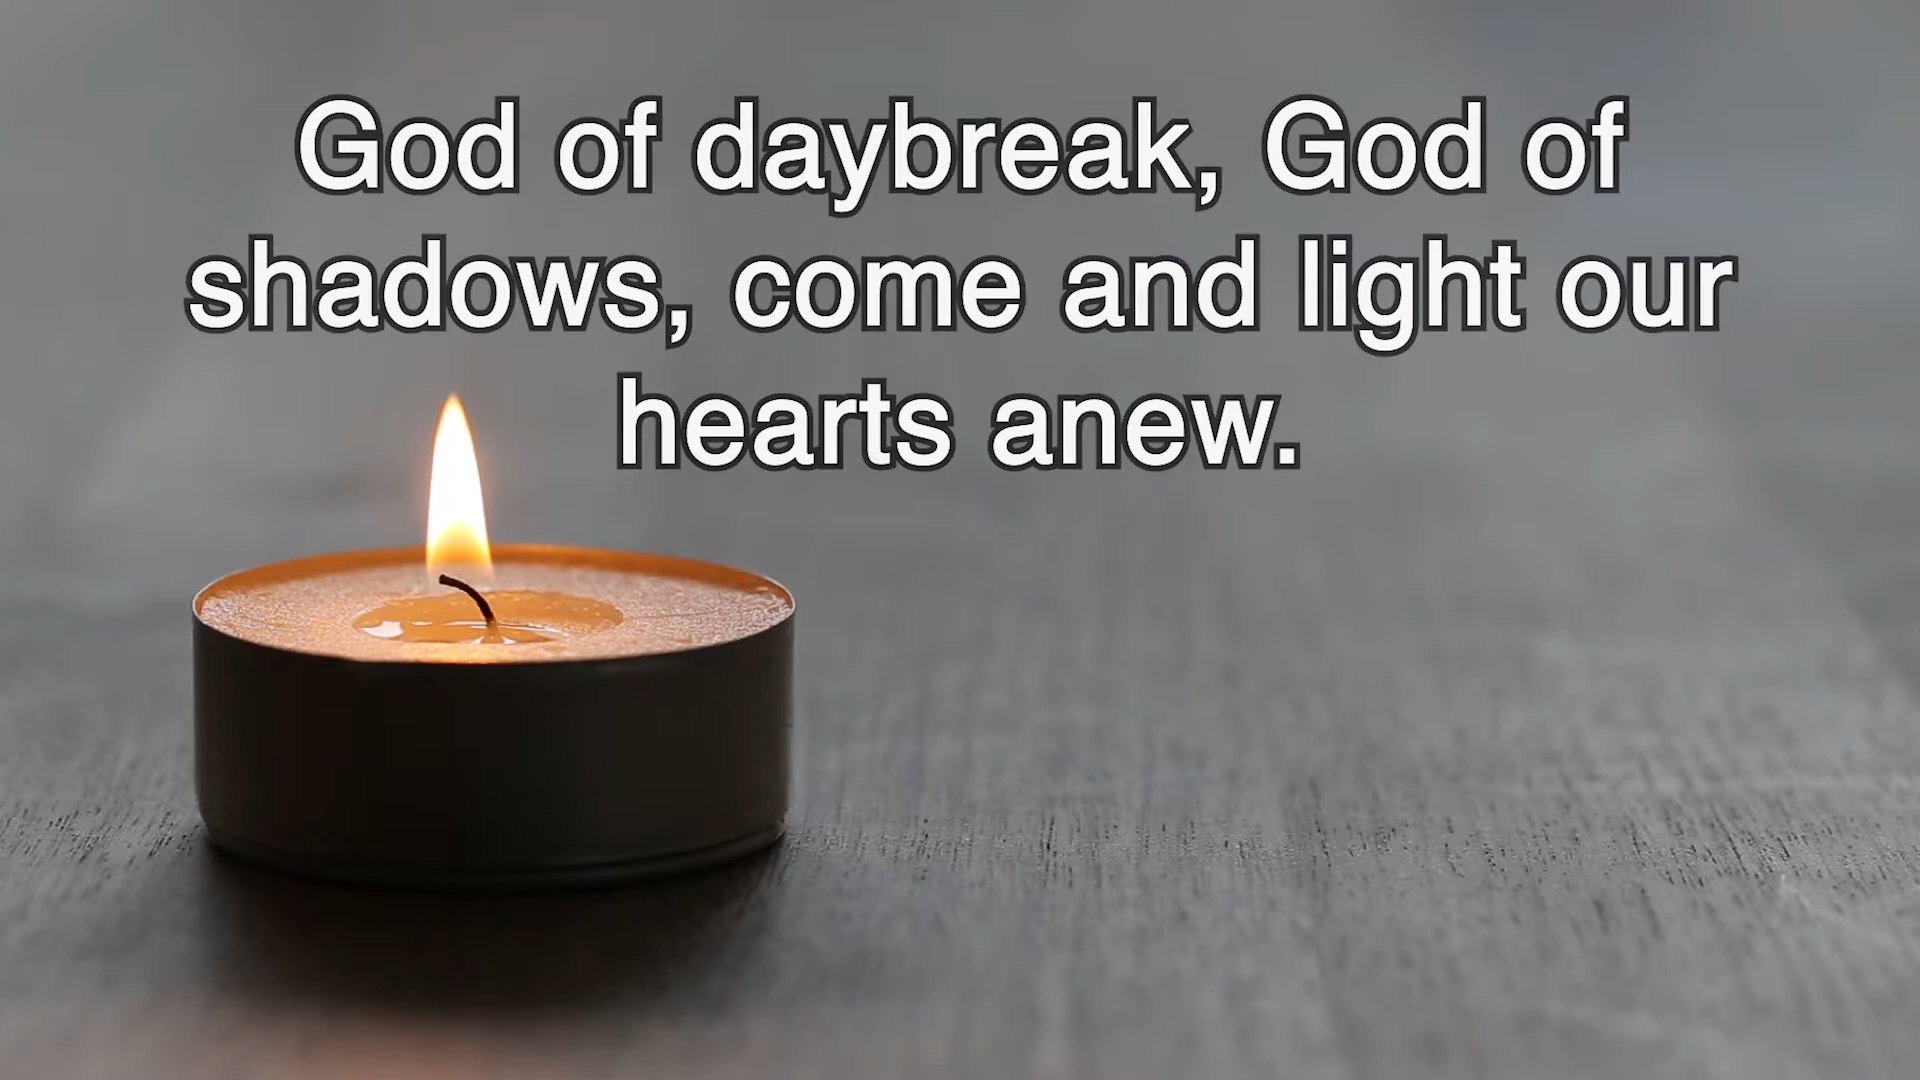 God of daybreak, God of
shadows, come and light our
hearts anew.